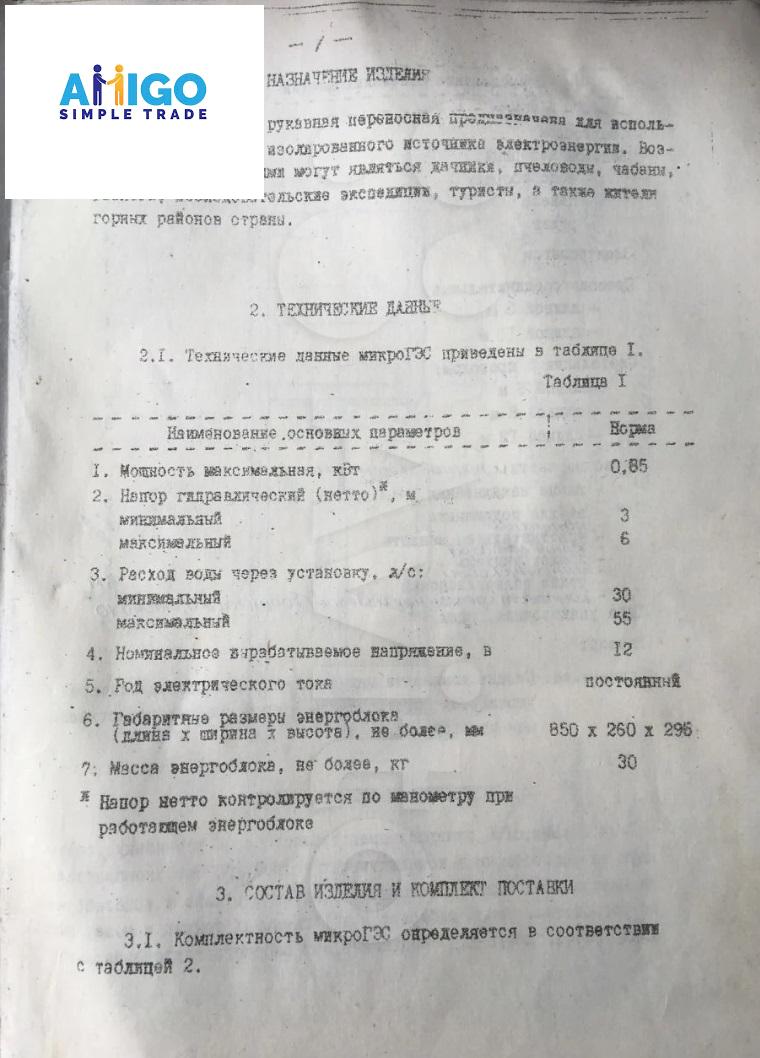 AMIGO
SIMPLE TRADE
- 1 -
НАЗНАЧЕНИЕ ИЗДЕЛИЯ
рукавная переносная предназначена для исполь-
изолированного источника электроэнергии. Воз-
ыми могут являться дачники, пчеловоды, чабаны,
экспедиции, туристы, а также жители
горных районов страны.
2. ТЕХНИЧЕСКИЕ ДАННЫЕ
2.I. Технические данные микроГЭС приведены в таблице I.
Таблица I
Наименование основных параметров ! Норма
I. Мощность максимальная, кВт 0,85
2. Напор гидравлический (нетто)*, м
минимальный 3
максимальный 6
3. Расход воды через установку, л/с:
минимальный 30
максимальный 55
4. Номинальное вырабатываемое напряжение, в 12
5. Род электрического тока постоянный
6. Габаритные размеры энергоблока
(длина х ширина х высота), не более, мм 850 х 260 х 295
7. Масса энергоблока, не более, кг 30
* Напор нетто контролируется по манометру при
работающем энергоблоке
3. СОСТАВ ИЗДЕЛИЯ И КОМПЛЕКТ ПОСТАВКИ
3.I. Комплектность микроГЭС определяется в соответствии
с таблицей 2.